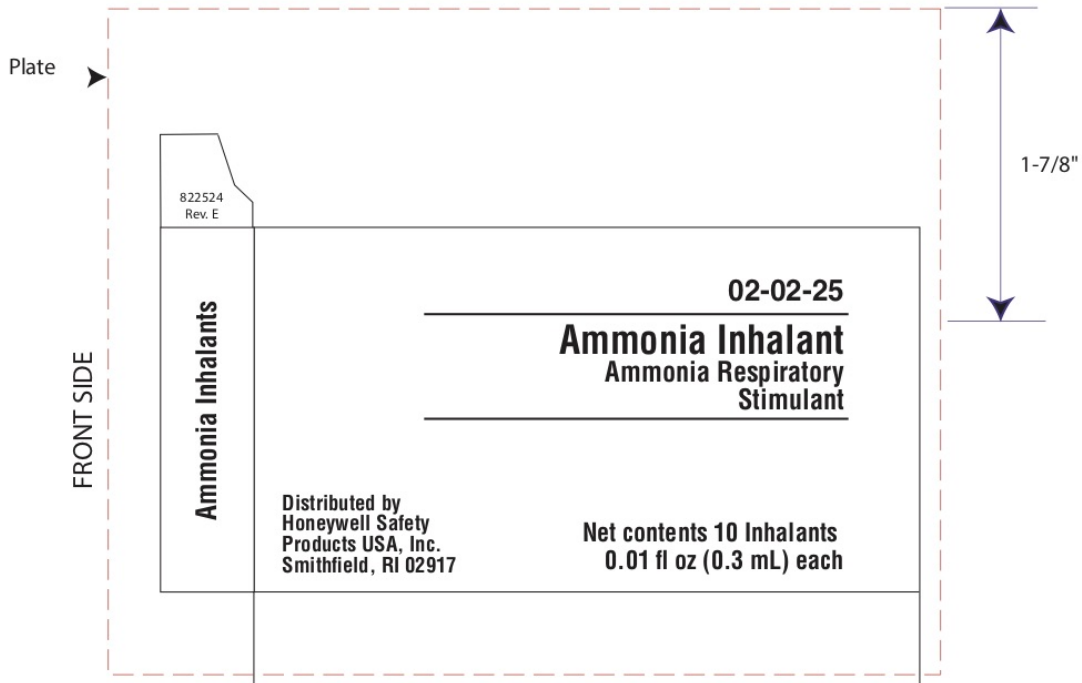 Plate
1-7/8"
822524
Rev. E
FRONT SIDE
Ammonia Inhalants
02-02-25
Ammonia Inhalant
Ammonia Respiratory
Stimulant
Distributed by
Honeywell Safety
Products USA, Inc.
Smithfield, RI 02917
Net contents 10 Inhalants
0.01 fl oz (0.3 mL) each